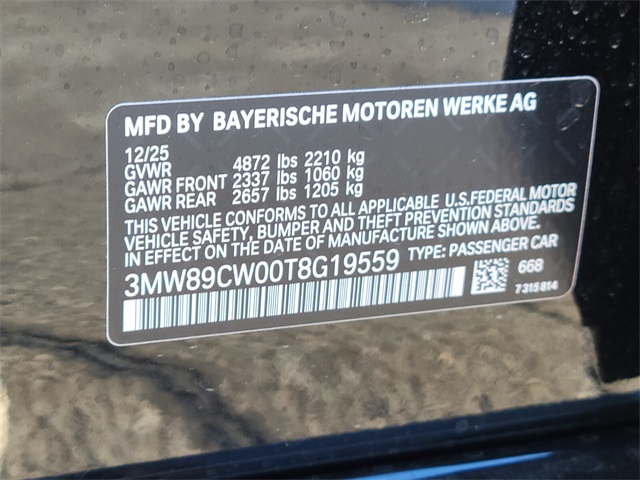 MFD BY BAYERISCHE MOTOREN WERKE AG
12/25
GVWR 4872 lbs 2210 kg
GAWR FRONT 2337 lbs 1060 kg
GAWR REAR 2657 lbs 1205 kg
THIS VEHICLE CONFORMS TO ALL APPLICABLE U.S.FEDERAL MOTOR
VEHICLE SAFETY, BUMPER AND THEFT PREVENTION STANDARDS
IN EFFECT ON THE DATE OF MANUFACTURE SHOWN ABOVE.
3MW89CW00T8G19559 TYPE: PASSENGER CAR
668
7315814